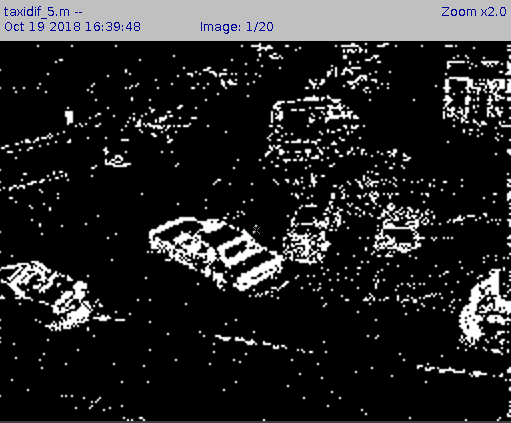 taxidif_5.m --
Zoom x2.0
Oct 19 2018 16:39:48
Image: 1/20